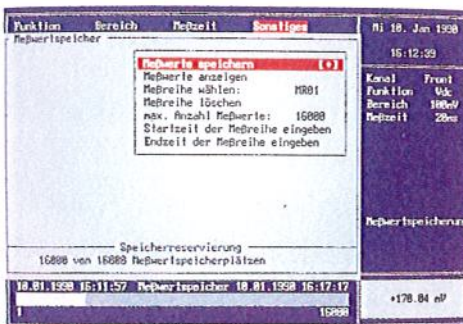 Funktion Bereich Meßzeit Sonstiges
Meßwertspeicher
Meßwerte speichern [+]
Meßwerte anzeigen
Meßreihe wählen: MR01
Meßreihe löschen
max. Anzahl Meßwerte: 16000
Startzeit der Meßreihe eingeben
Endzeit der Meßreihe eingeben
Speicherreservierung
16000 von 16000 Meßwertspeicherplätzen
10.01.1990 16:11:57 Meßwertspeicher 10.01.1990 16:17:17
1 16000
Mi 10. Jan 1990
16:12:39
Kanal Front
Funktion Vdc
Bereich 100mV
Meßzeit 20ms
Meßwertspeicherun
+170.04 mV